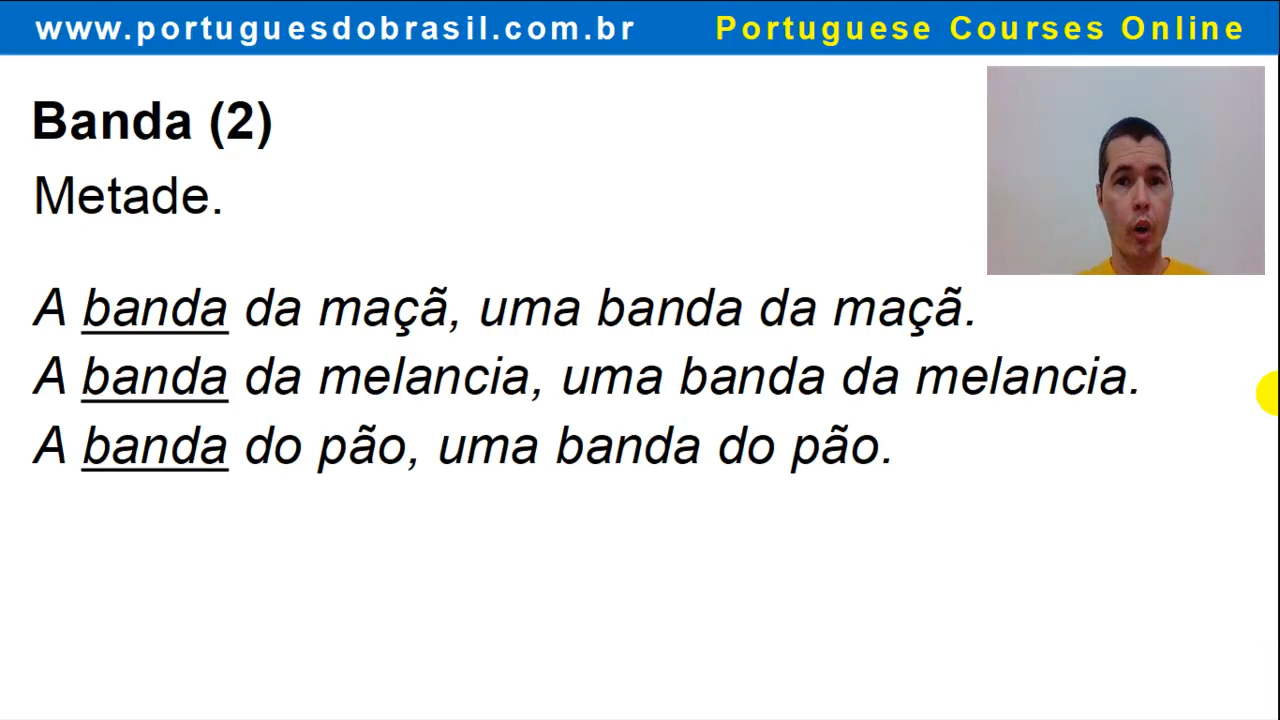 www.portuguesdobrasil.com.br Portuguese Courses Online
Banda (2)
Metade.
A banda da maçã, uma banda da maçã.
A banda da melancia, uma banda da melancia.
A banda do pão, uma banda do pão.